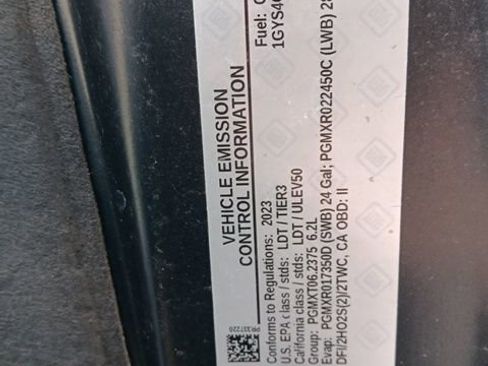 VEHICLE EMISSION
CONTROL INFORMATION
Fuel:
1GYS4
Conforms to Regulations: 2023
U.S. EPA class / stds: LDT / TIER3
California class / stds: LDT / ULEV50
Group: PGMXT06.2375 6.2L
Evap: PGMXR017350D (SWB) 24 Gal; PGMXR022450C (LWB) 2
DFI/2HO2S(2)/2TWC, CA OBD: II